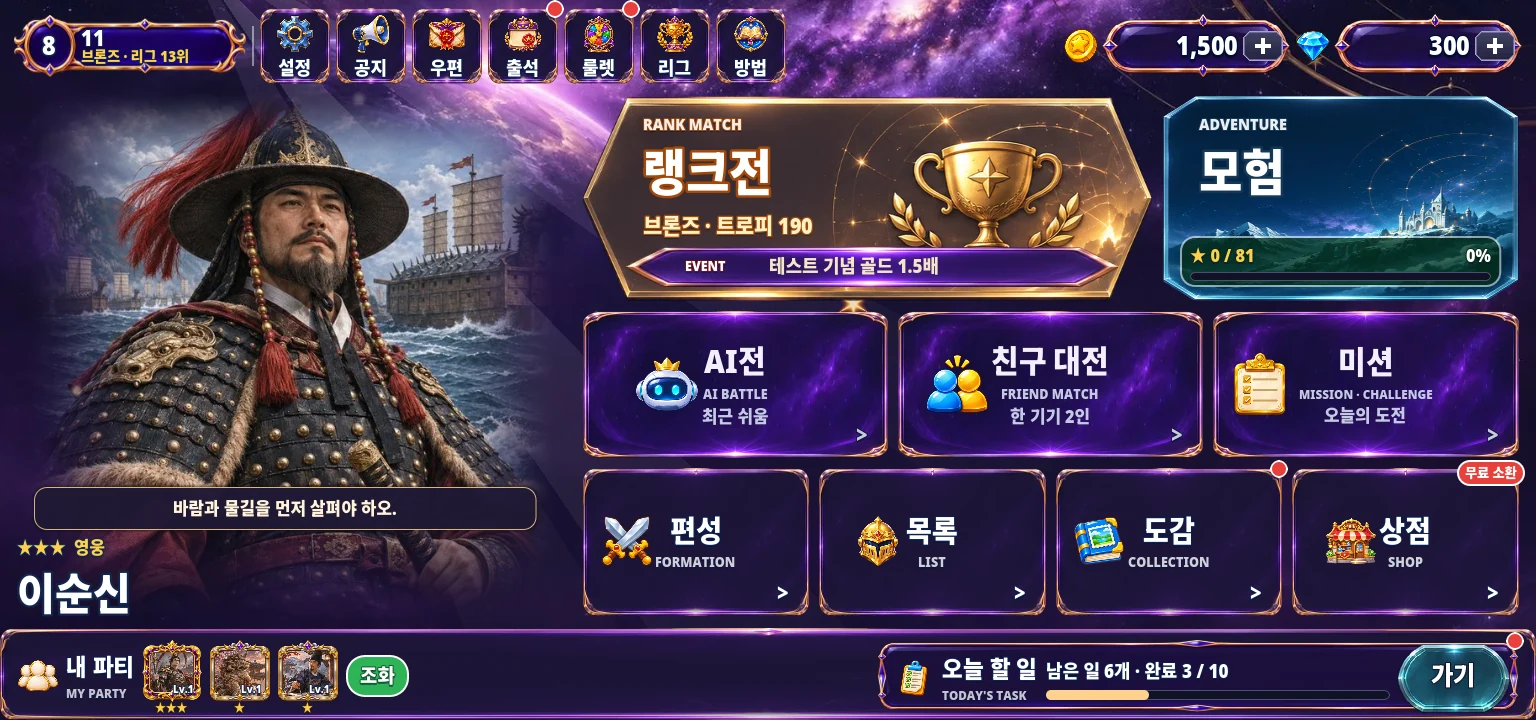 8
11
브론즈 · 리그 13위
설정
공지
우편
출석
룰렛
리그
방법
1,500 +
300 +
RANK MATCH
랭크전
브론즈 · 트로피 190
EVENT 테스트 기념 골드 1.5배
ADVENTURE
모험
★ 0 / 81 0%
AI전
AI BATTLE
최근 쉬움
>
친구 대전
FRIEND MATCH
한 기기 2인
>
미션
MISSION · CHALLENGE
오늘의 도전
>
바람과 물길을 먼저 살펴야 하오.
★★★ 영웅
이순신
편성
FORMATION
>
목록
LIST
>
도감
COLLECTION
>
무료 소환
상점
SHOP
>
내 파티
MY PARTY
Lv.1
★★★
Lv.1
★
Lv.1
★
조화
오늘 할 일 남은 일 6개 · 완료 3 / 10
TODAY'S TASK
가기